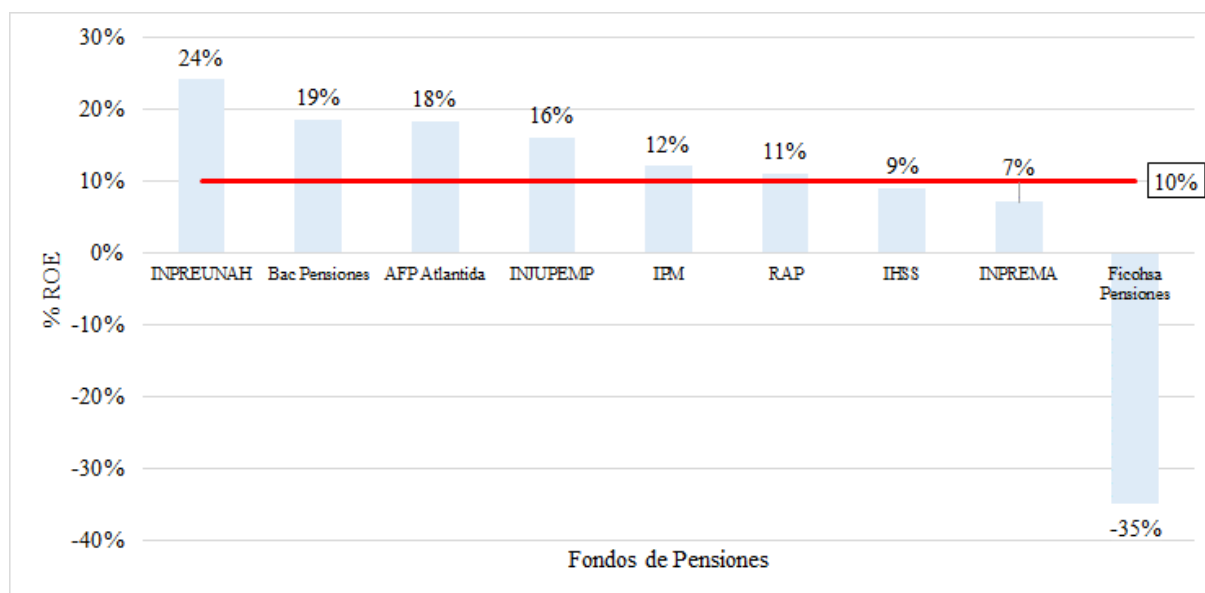 30%
20%
10%
0%
-10%
-20%
-30%
-40%
% ROE
24%
19%
18%
16%
12%
11%
9%
7%
-35%
10%
INPREUNAH
Bac Pensiones
AFP Atlantida
INJUPEMP
IPM
RAP
IHSS
INPREMA
Ficohsa
Pensiones
Fondos de Pensiones